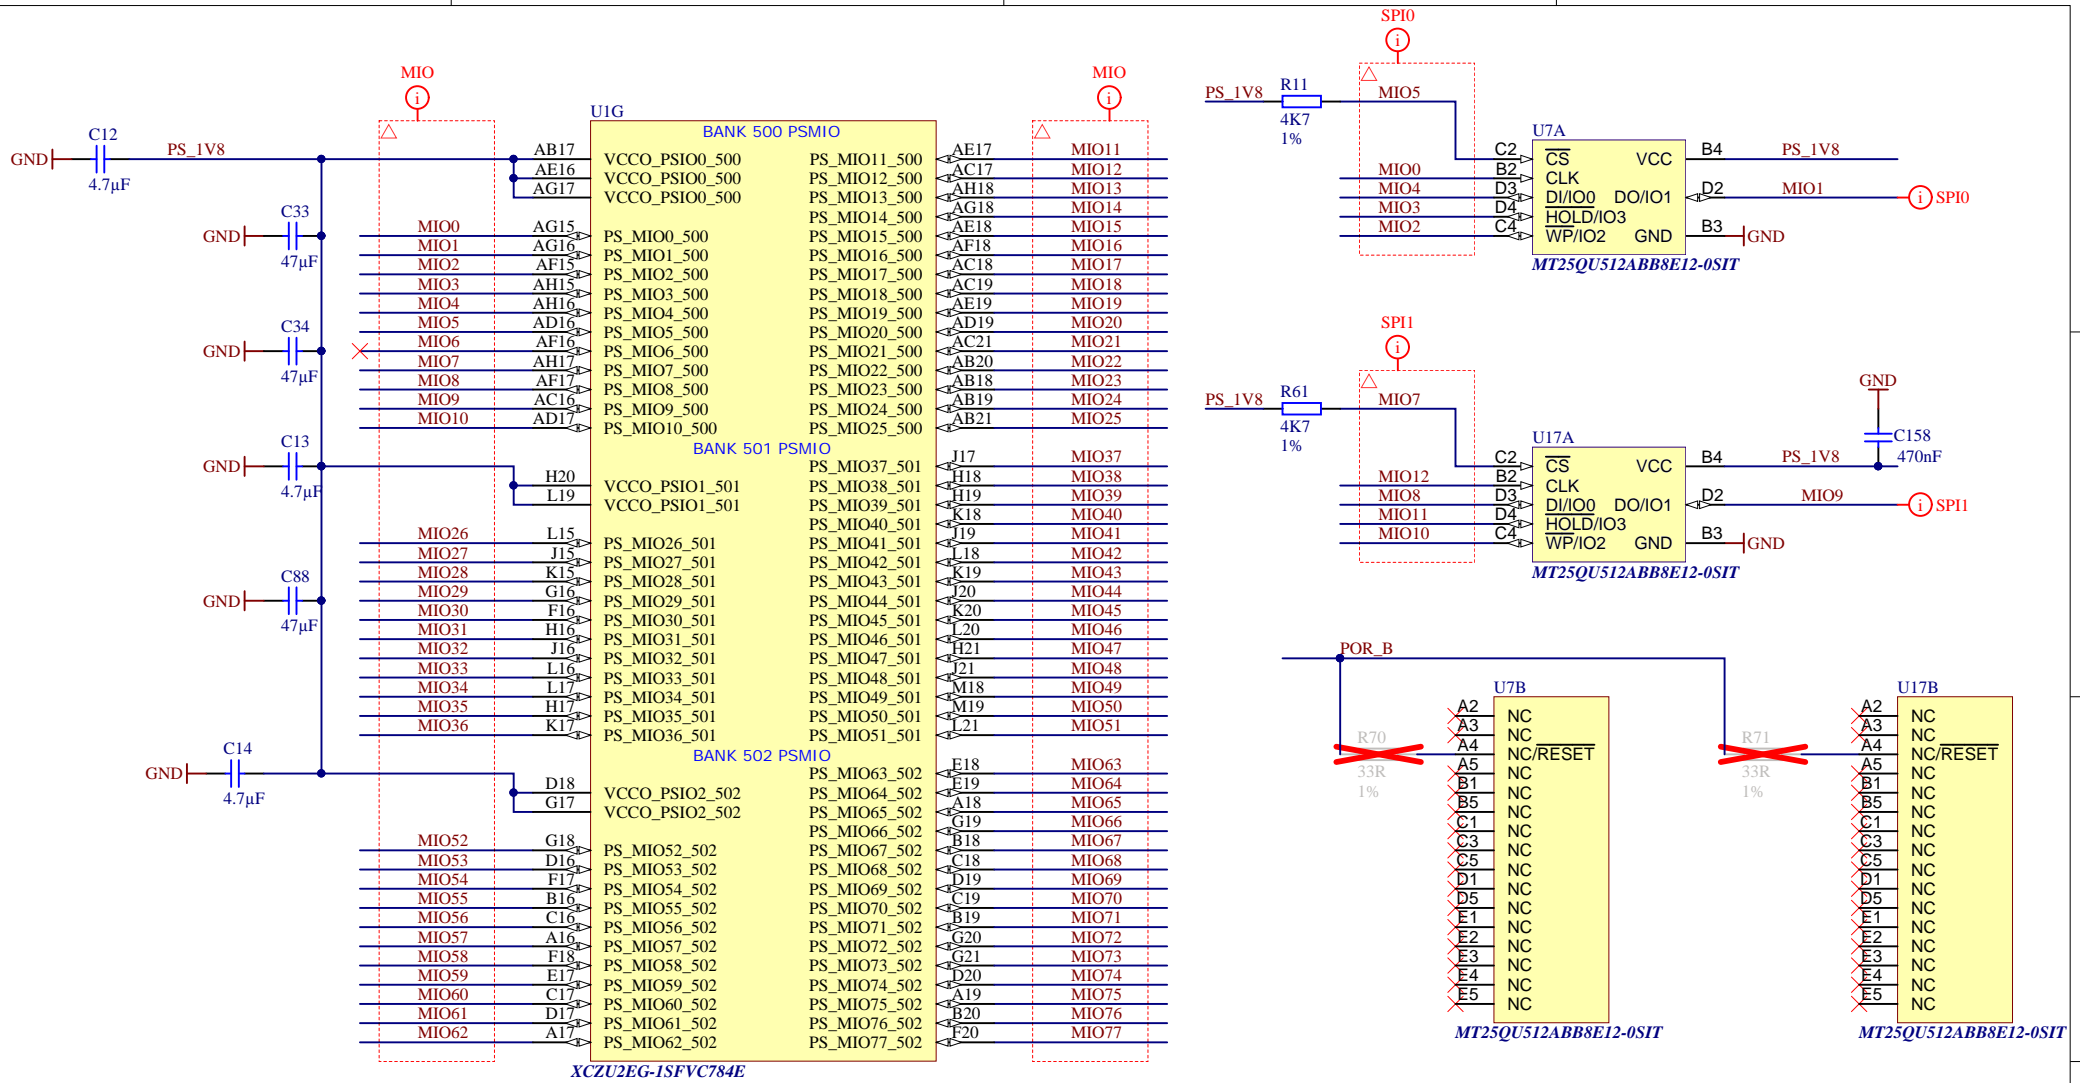 SPI0
MIO
MIO
PS_1V8
R11
4K7
1%
MIO5
U1G
BANK 500 PSMIO
C12
GND
4.7µF
PS_1V8
AB17 VCCO_PSIO0_500
AE16 VCCO_PSIO0_500
AG17 VCCO_PSIO0_500
C33
GND
47µF
MIO0 AG15 PS_MIO0_500
MIO1 AG16 PS_MIO1_500
MIO2 AF15 PS_MIO2_500
MIO3 AH15 PS_MIO3_500
MIO4 AH16 PS_MIO4_500
MIO5 AD16 PS_MIO5_500
MIO6 AF16 PS_MIO6_500
MIO7 AH17 PS_MIO7_500
MIO8 AF17 PS_MIO8_500
MIO9 AC16 PS_MIO9_500
MIO10 AD17 PS_MIO10_500
C34
GND
47µF
PS_MIO11_500 AE17 MIO11
PS_MIO12_500 AC17 MIO12
PS_MIO13_500 AH18 MIO13
PS_MIO14_500 AG18 MIO14
PS_MIO15_500 AE18 MIO15
PS_MIO16_500 AF18 MIO16
PS_MIO17_500 AC18 MIO17
PS_MIO18_500 AC19 MIO18
PS_MIO19_500 AE19 MIO19
PS_MIO20_500 AD19 MIO20
PS_MIO21_500 AC21 MIO21
PS_MIO22_500 AB20 MIO22
PS_MIO23_500 AB18 MIO23
PS_MIO24_500 AB19 MIO24
PS_MIO25_500 AB21 MIO25
BANK 501 PSMIO
C13
GND
4.7µF
H20 VCCO_PSIO1_501
L19 VCCO_PSIO1_501
C88
GND
47µF
MIO26 L15 PS_MIO26_501
MIO27 J15 PS_MIO27_501
MIO28 K15 PS_MIO28_501
MIO29 G16 PS_MIO29_501
MIO30 F16 PS_MIO30_501
MIO31 H16 PS_MIO31_501
MIO32 J16 PS_MIO32_501
MIO33 L16 PS_MIO33_501
MIO34 L17 PS_MIO34_501
MIO35 H17 PS_MIO35_501
MIO36 K17 PS_MIO36_501
PS_MIO37_501 J17 MIO37
PS_MIO38_501 H18 MIO38
PS_MIO39_501 H19 MIO39
PS_MIO40_501 K18 MIO40
PS_MIO41_501 J19 MIO41
PS_MIO42_501 L18 MIO42
PS_MIO43_501 K19 MIO43
PS_MIO44_501 J20 MIO44
PS_MIO45_501 K20 MIO45
PS_MIO46_501 L20 MIO46
PS_MIO47_501 H21 MIO47
PS_MIO48_501 J21 MIO48
PS_MIO49_501 M18 MIO49
PS_MIO50_501 M19 MIO50
PS_MIO51_501 L21 MIO51
BANK 502 PSMIO
C14
GND
4.7µF
D18 VCCO_PSIO2_502
G17 VCCO_PSIO2_502
MIO52 G18 PS_MIO52_502
MIO53 D16 PS_MIO53_502
MIO54 F17 PS_MIO54_502
MIO55 B16 PS_MIO55_502
MIO56 C16 PS_MIO56_502
MIO57 A16 PS_MIO57_502
MIO58 F18 PS_MIO58_502
MIO59 E17 PS_MIO59_502
MIO60 C17 PS_MIO60_502
MIO61 D17 PS_MIO61_502
MIO62 A17 PS_MIO62_502
PS_MIO63_502 E18 MIO63
PS_MIO64_502 E19 MIO64
PS_MIO65_502 A18 MIO65
PS_MIO66_502 G19 MIO66
PS_MIO67_502 B18 MIO67
PS_MIO68_502 C18 MIO68
PS_MIO69_502 D19 MIO69
PS_MIO70_502 C19 MIO70
PS_MIO71_502 B19 MIO71
PS_MIO72_502 G20 MIO72
PS_MIO73_502 G21 MIO73
PS_MIO74_502 D20 MIO74
PS_MIO75_502 A19 MIO75
PS_MIO76_502 B20 MIO76
PS_MIO77_502 F20 MIO77
XCZU2EG-1SFVC784E
U7A
C2 CS VCC B4 PS_1V8
MIO0 B2 CLK
MIO4 D3 DI/IO0 DO/IO1 D2 MIO1 SPI0
MIO3 D4 HOLD/IO3
MIO2 C4 WP/IO2 GND B3 GND
MT25QU512ABB8E12-0SIT
SPI1
PS_1V8
R61
4K7
1%
MIO7
GND
C158
470nF
U17A
C2 CS VCC B4 PS_1V8
MIO12 B2 CLK
MIO8 D3 DI/IO0 DO/IO1 D2 MIO9 SPI1
MIO11 D4 HOLD/IO3
MIO10 C4 WP/IO2 GND B3 GND
MT25QU512ABB8E12-0SIT
POR_B
R70
33R
1%
U7B
A2 NC
A3 NC
A4 NC/RESET
A5 NC
B1 NC
B5 NC
C1 NC
C3 NC
C5 NC
D1 NC
D5 NC
E1 NC
E2 NC
E3 NC
E4 NC
E5 NC
MT25QU512ABB8E12-0SIT
R71
33R
1%
U17B
A2 NC
A3 NC
A4 NC/RESET
A5 NC
B1 NC
B5 NC
C1 NC
C3 NC
C5 NC
D1 NC
D5 NC
E1 NC
E2 NC
E3 NC
E4 NC
E5 NC
MT25QU512ABB8E12-0SIT